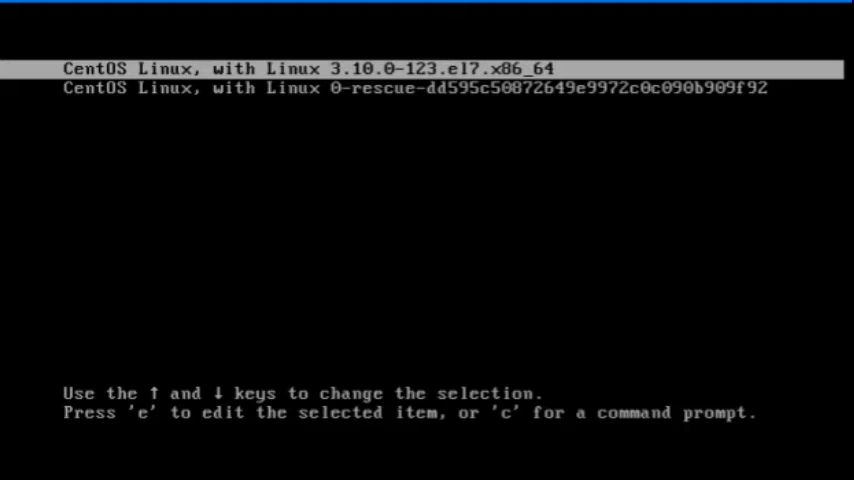 CentOS Linux, with Linux 3.10.0-123.el7.x86_64
CentOS Linux, with Linux 0-rescue-dd595c50872649e9972c0c090b909f92
Use the ↑ and ↓ keys to change the selection.
Press 'e' to edit the selected item, or 'c' for a command prompt.